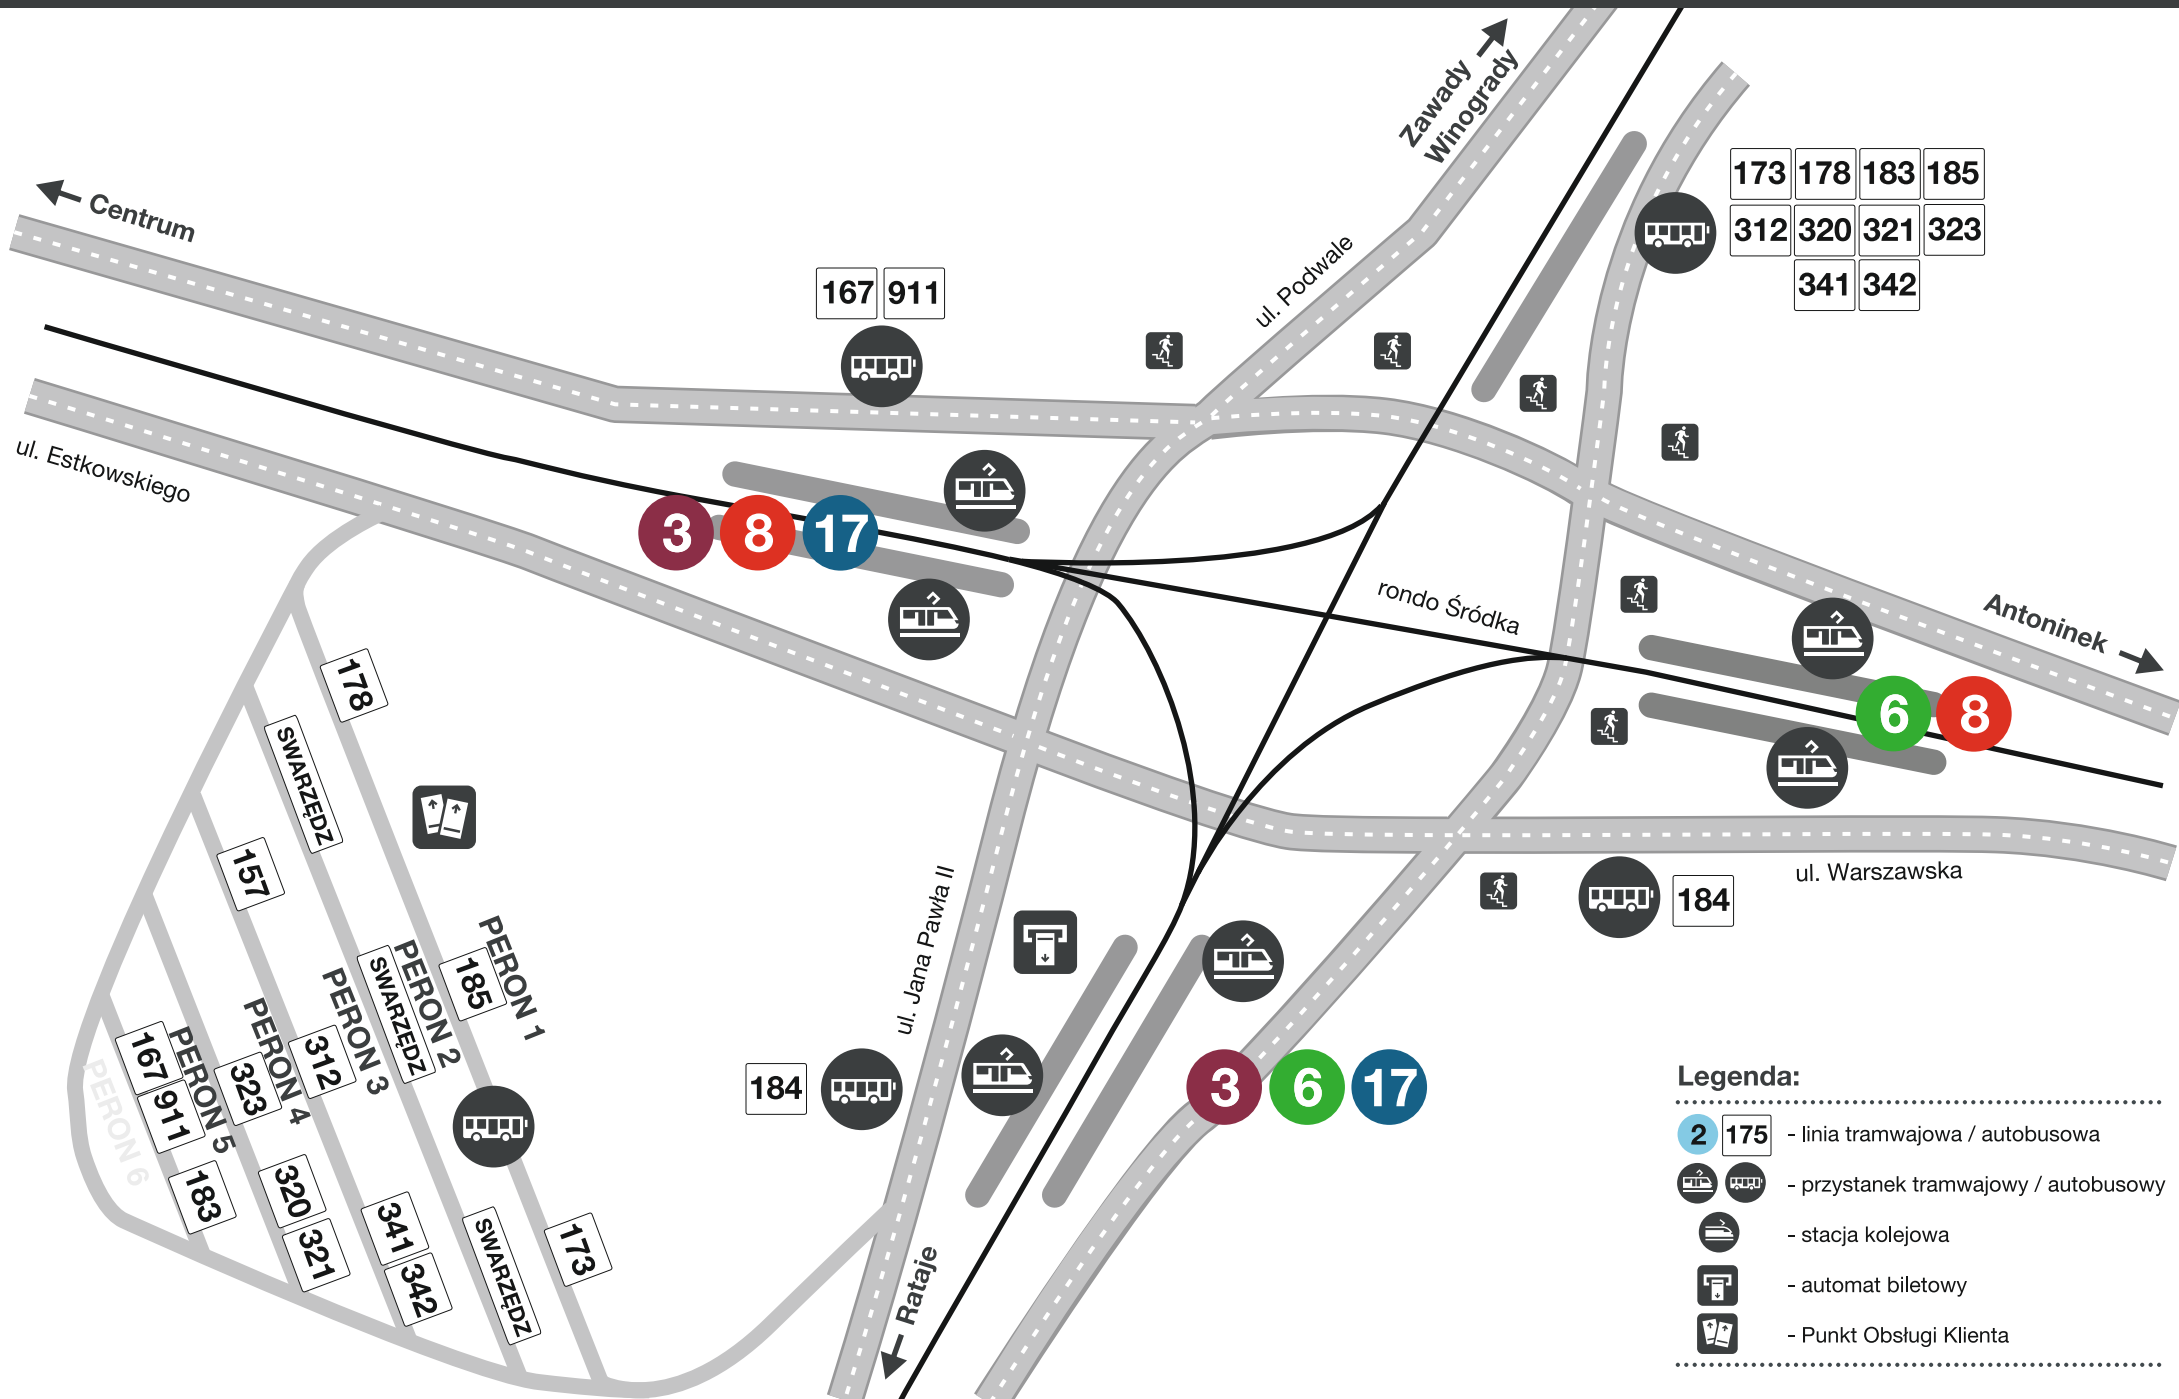 Zawady
Winogrady
173 178 183 185
312 320 321 323
341 342
Centrum
ul. Podwale
167 911
ul. Estkowskiego
3 8 17
rondo Śródka
Antoninek
6 8
ul. Warszawska
184
ul. Jana Pawła II
184
3 6 17
Rataje
178
SWARZĘDZ
157
PERON 1
185
PERON 2
SWARZĘDZ
PERON 3
312
PERON 4
323
PERON 5
167
911
PERON 6
183
320
321
341
342
SWARZĘDZ
173
Legenda:
2 175 - linia tramwajowa / autobusowa
- przystanek tramwajowy / autobusowy
- stacja kolejowa
- automat biletowy
- Punkt Obsługi Klienta